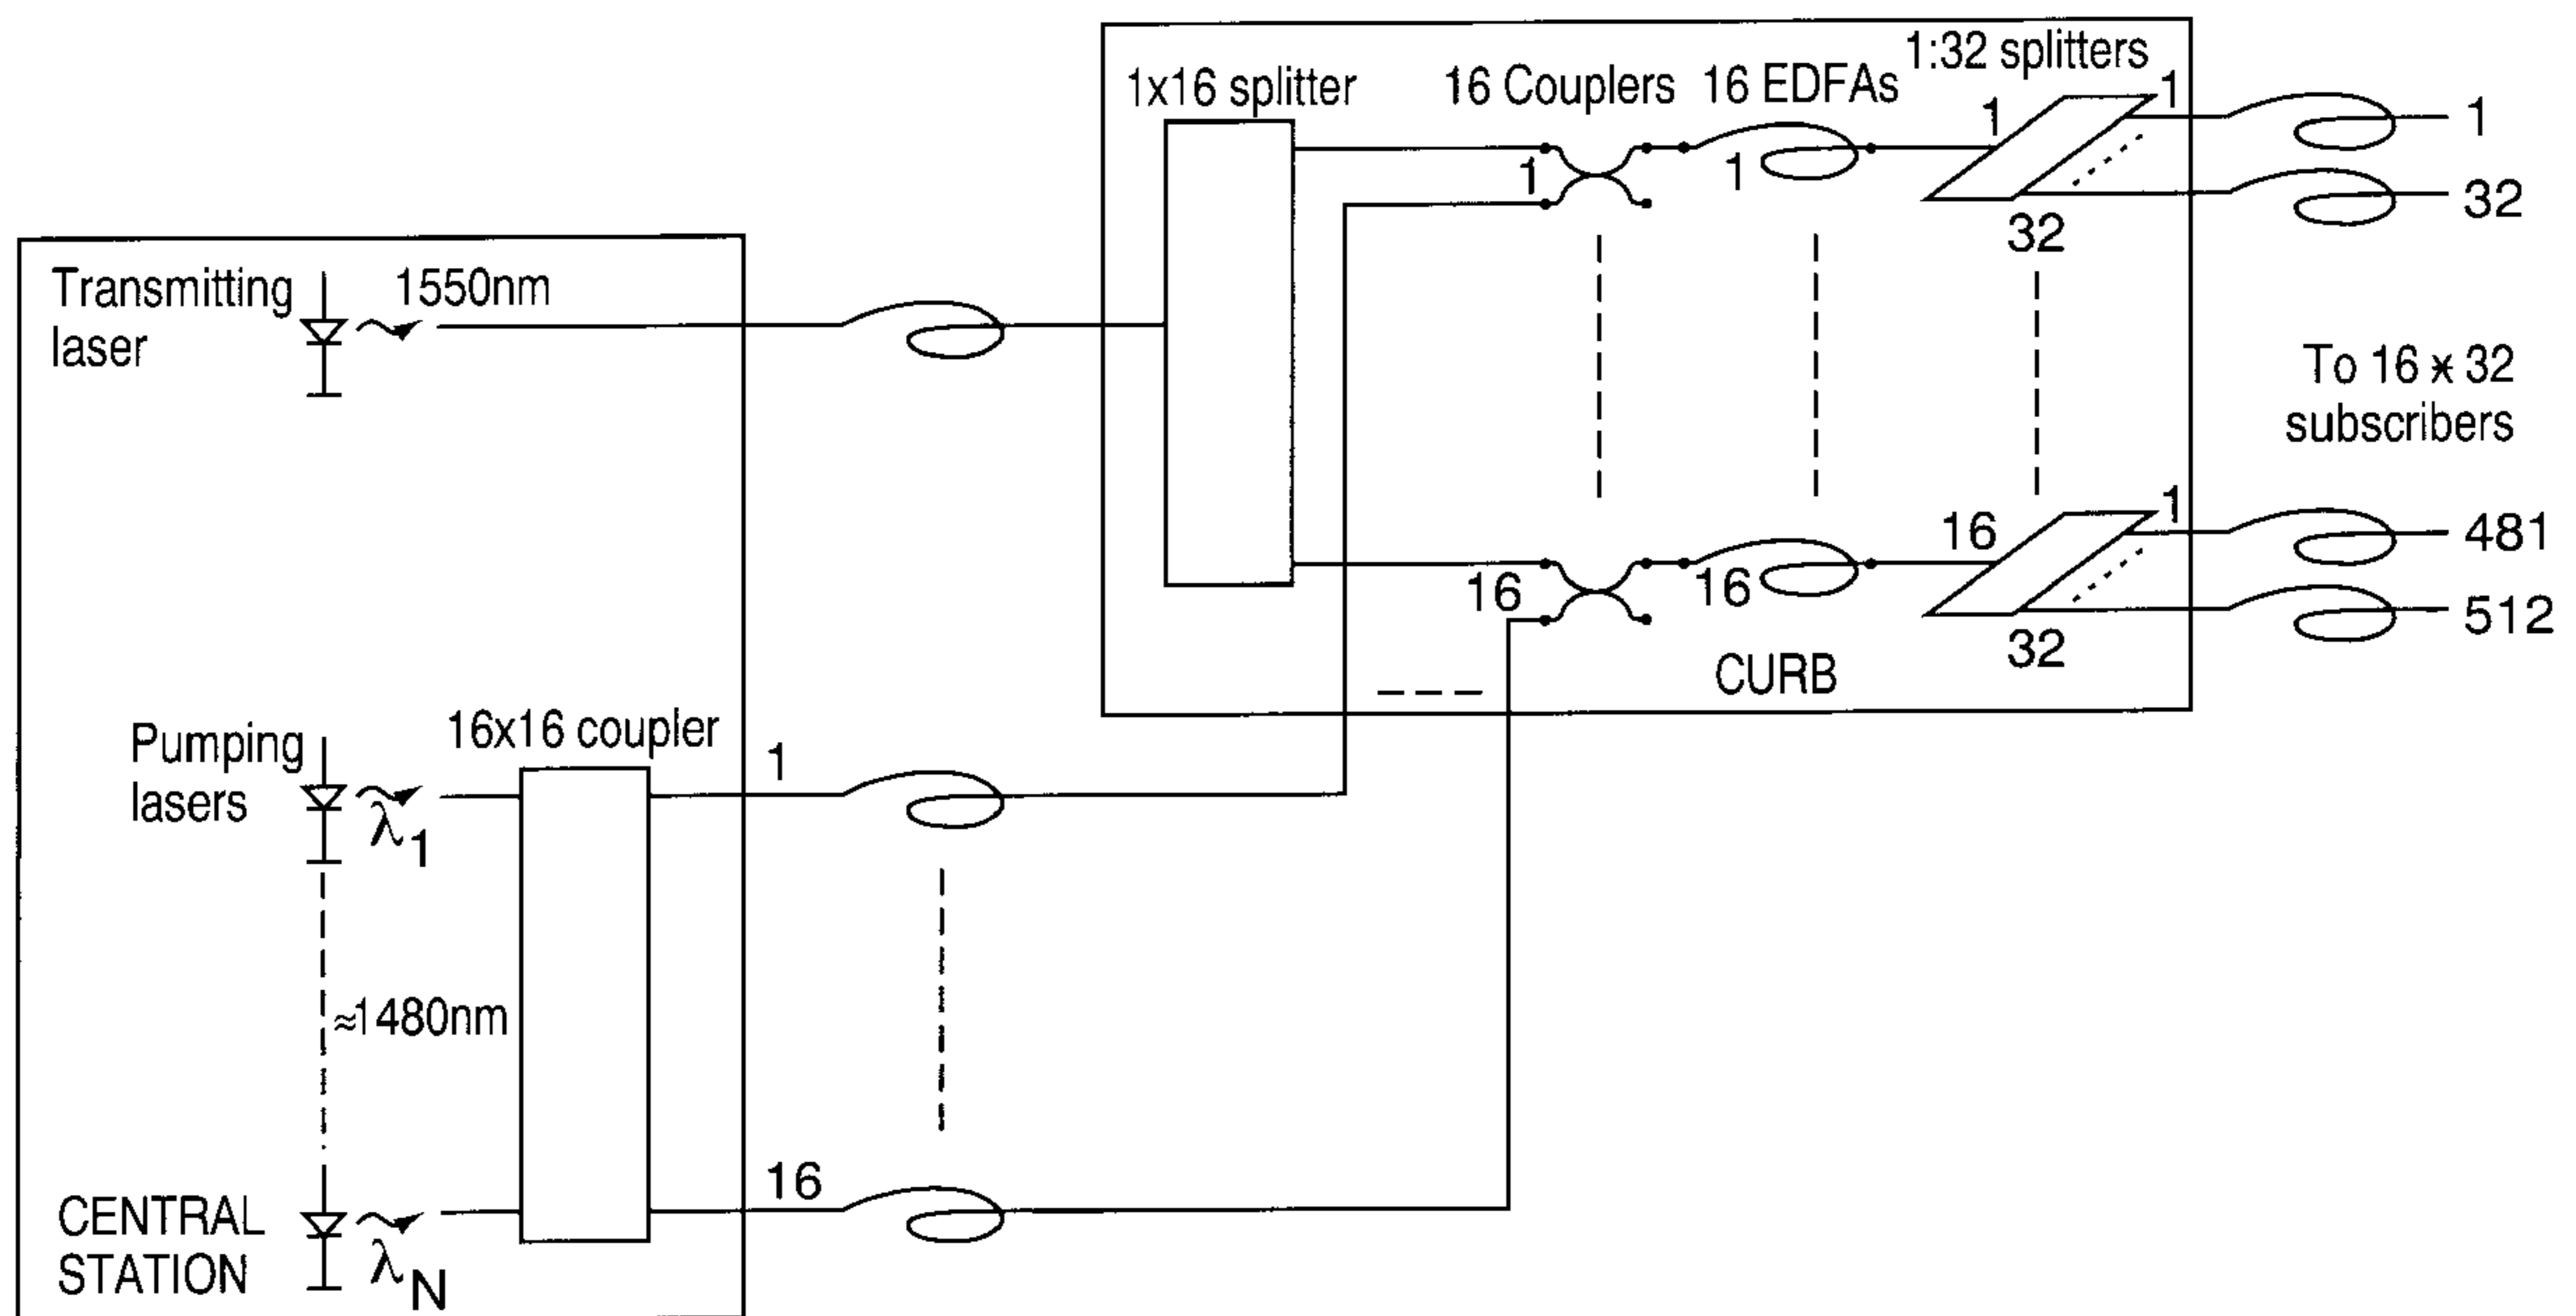 1x16 splitter
16 Couplers
16 EDFAs
1:32 splitters
1
1
1
1
1
32
32
Transmitting
laser
1550nm
To 16 x 32
subscribers
16
16
16
1
481
512
32
CURB
Pumping
lasers
λ1
16x16 coupler
1
≈1480nm
16
CENTRAL
STATION
λN